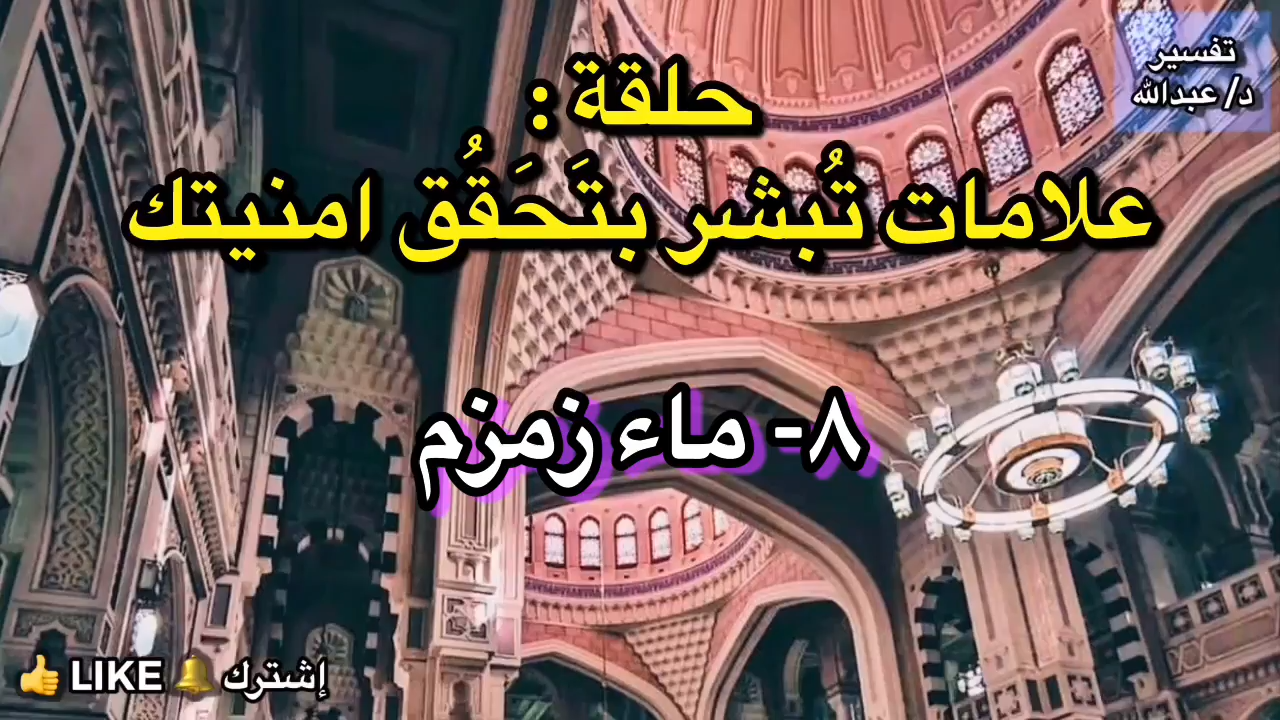 تفسير
د/ عبدالله
حلقة :
علامات تُبشر بتَحَقُق امنيتك
٨- ماء زمزم
👍 LIKE 🔔 إشترك